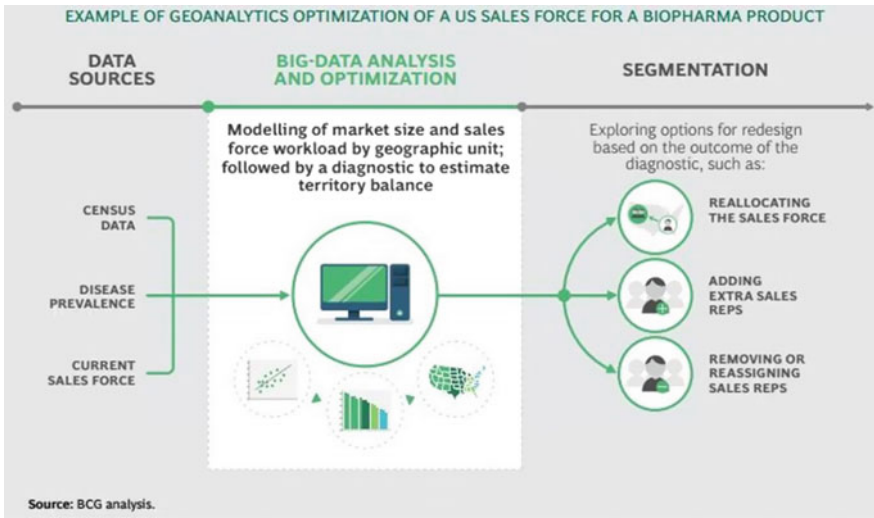 EXAMPLE OF GEOANALYTICS OPTIMIZATION OF A US SALES FORCE FOR A BIOPHARMA PRODUCT
DATA
SOURCES
BIG-DATA ANALYSIS
AND OPTIMIZATION
SEGMENTATION
Modelling of market size and sales
force workload by geographic unit;
followed by a diagnostic to estimate
territory balance
Exploring options for redesign
based on the outcome of the
diagnostic, such as:
CENSUS
DATA
DISEASE
PREVALENCE
CURRENT
SALES FORCE
REALLOCATING
THE SALES FORCE
ADDING
EXTRA SALES
REPS
REMOVING OR
REASSIGNING
SALES REPS
Source: BCG analysis.